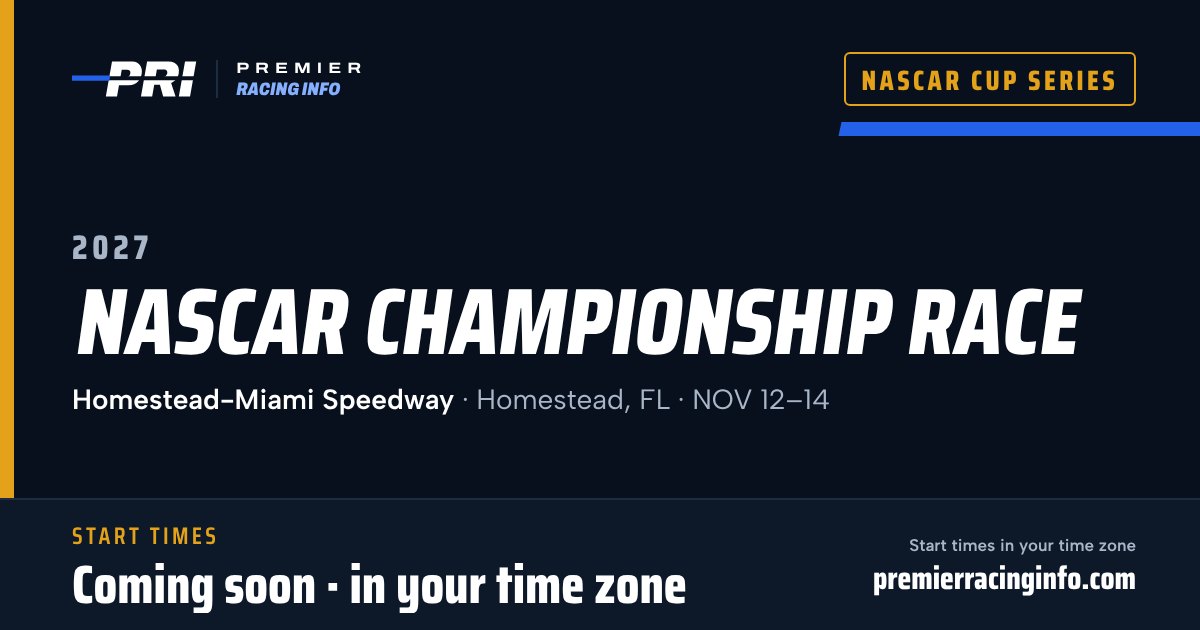 PRI
PREMIER
RACING INFO
NASCAR CUP SERIES
2027
NASCAR CHAMPIONSHIP RACE
Homestead-Miami Speedway · Homestead, FL · NOV 12–14
START TIMES
Coming soon · in your time zone
Start times in your time zone
premierracinginfo.com